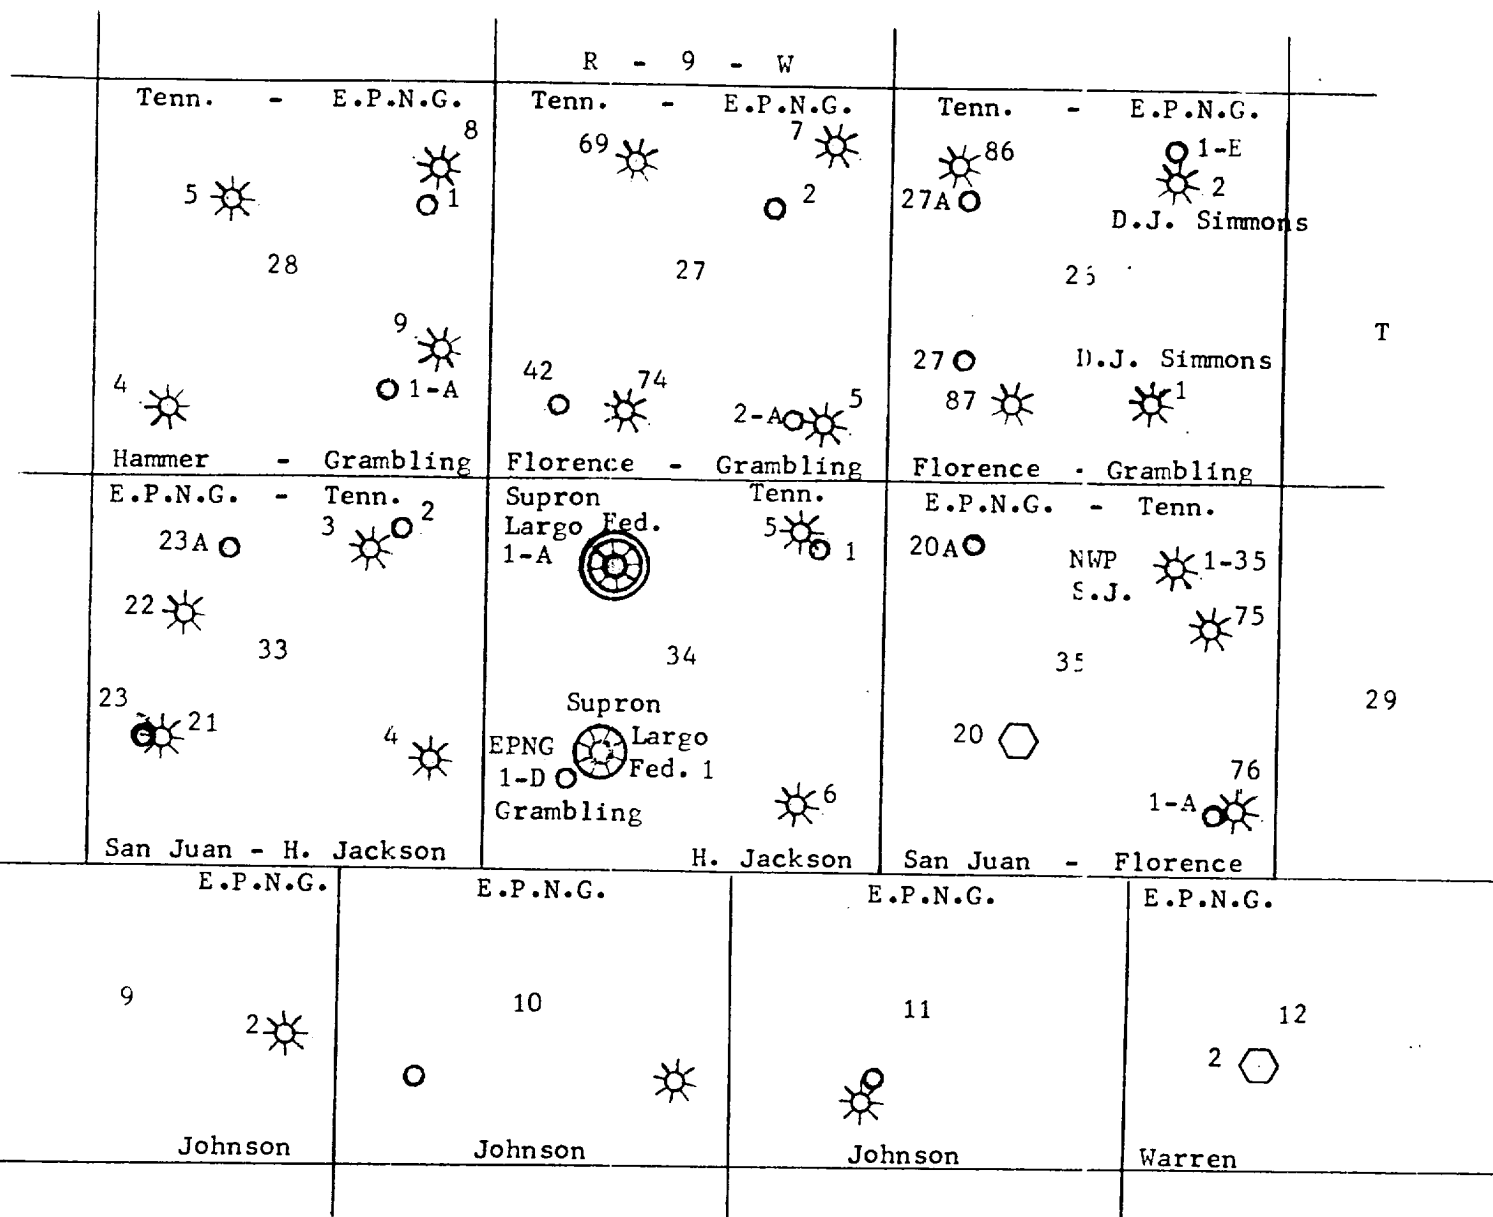 R - 9 - W
Tenn. - E.P.N.G.
8
5
1
28
9
4
1-A
Hammer - Grambling
Tenn. - E.P.N.G.
69
7
2
27
42
74
2-A
5
Florence - Grambling
Tenn. - E.P.N.G.
86
1-E
27A
2
D.J. Simmons
27
D.J. Simmons
87
1
Florence - Grambling
T
E.P.N.G. - Tenn.
23A
3
2
22
33
23
21
4
San Juan - H. Jackson
Supron
Largo Fed.
1-A
Tenn.
5
1
34
Supron
EPNG
Largo
1-D
Fed. 1
Grambling
6
H. Jackson
E.P.N.G. - Tenn.
20A
NWP
1-35
S.J.
75
35
20
76
1-A
San Juan - Florence
29
E.P.N.G.
9
2
Johnson
E.P.N.G.
10
Johnson
E.P.N.G.
11
Johnson
E.P.N.G.
12
2
Warren